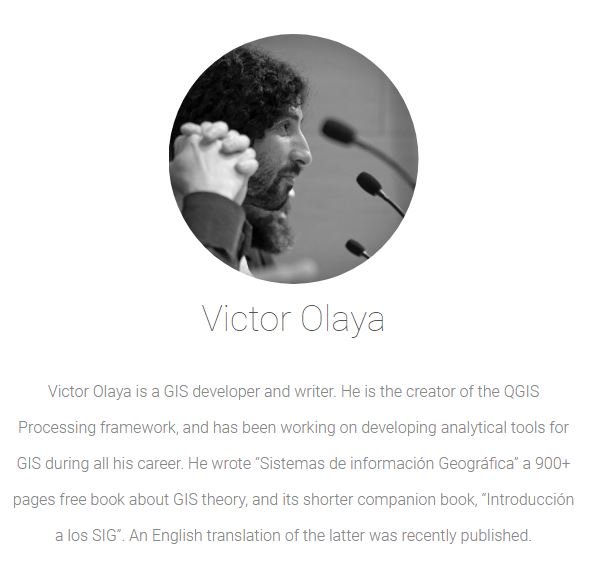 Victor Olaya
Victor Olaya is a GIS developer and writer. He is the creator of the QGIS
Processing framework, and has been working on developing analytical tools for
GIS during all his career. He wrote “Sistemas de información Geográfica” a 900+
pages free book about GIS theory, and its shorter companion book, “Introducción
a los SIG”. An English translation of the latter was recently published.